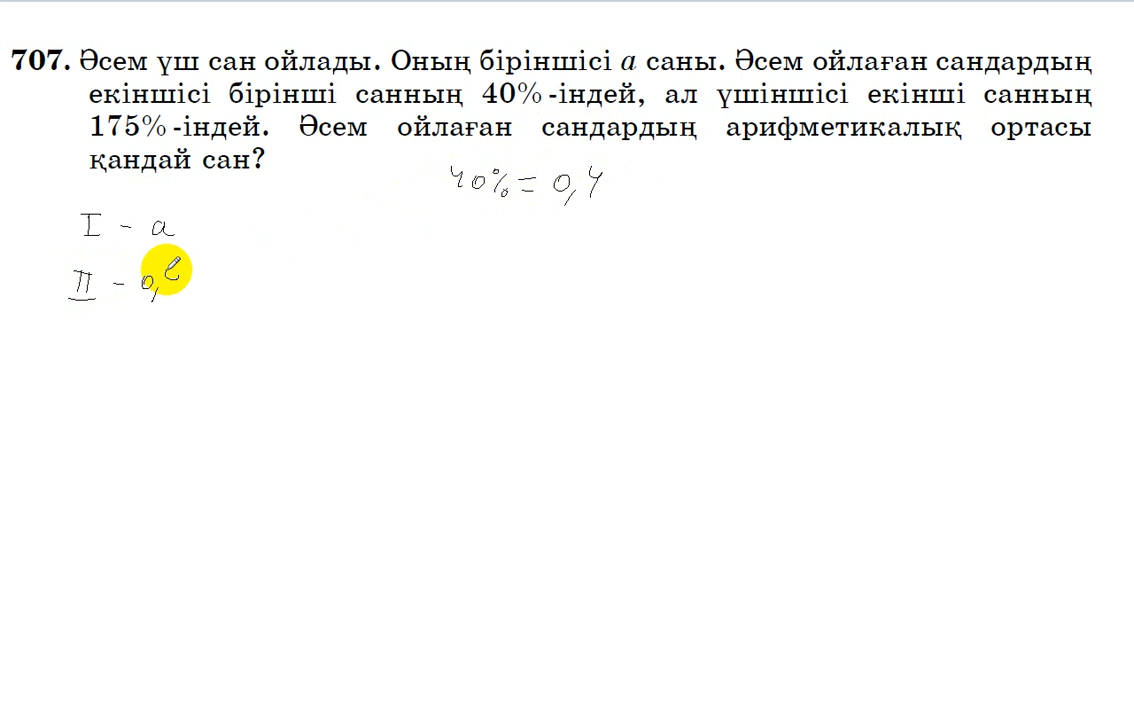 707. Әсем үш сан ойлады. Оның біріншісі a саны. Әсем ойлаған сандардың
екіншісі бірінші санның 40%-індей, ал үшіншісі екінші санның
175%-індей. Әсем ойлаған сандардың арифметикалық ортасы
қандай сан?
40% = 0,4
I - a
II - 0,